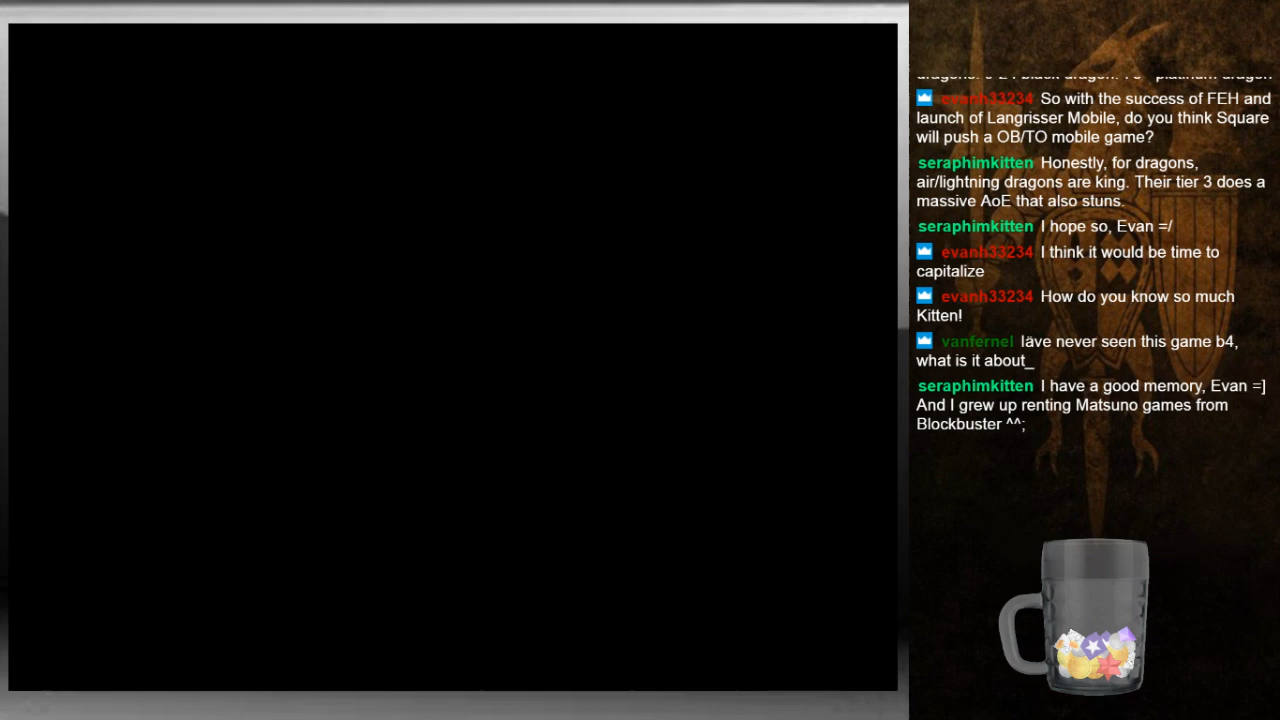 evanh33234 So with the success of FEH and
launch of Langrisser Mobile, do you think Square
will push a OB/TO mobile game?
seraphimkitten Honestly, for dragons,
air/lightning dragons are king. Their tier 3 does a
massive AoE that also stuns.
seraphimkitten I hope so, Evan =/
evanh33234 I think it would be time to
capitalize
evanh33234 How do you know so much
Kitten!
vanfernel Iäve never seen this game b4,
what is it about_
seraphimkitten I have a good memory, Evan =]
And I grew up renting Matsuno games from
Blockbuster ^^;